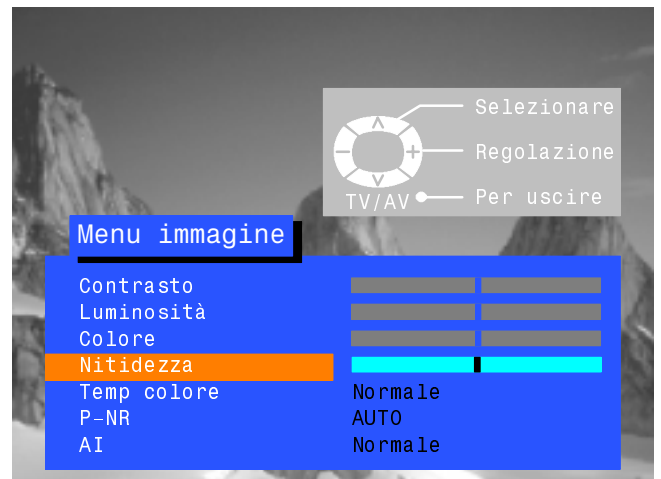 Selezionare
Regolazione
TV/AV Per uscire
Menu immagine
Contrasto
Luminosità
Colore
Nitidezza
Temp colore Normale
P-NR AUTO
AI Normale